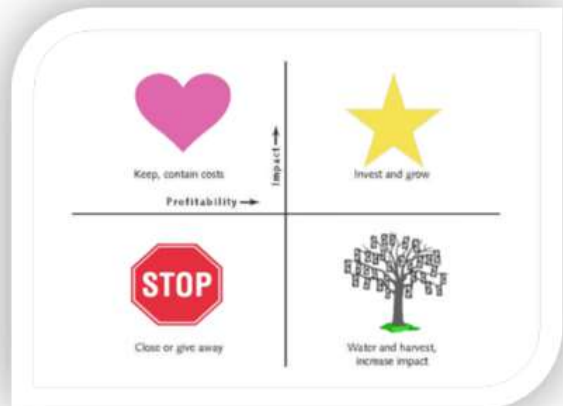 Keep, contain costs
Impact
Invest and grow
Profitability
STOP
Close or give away
Water and harvest,
increase impact